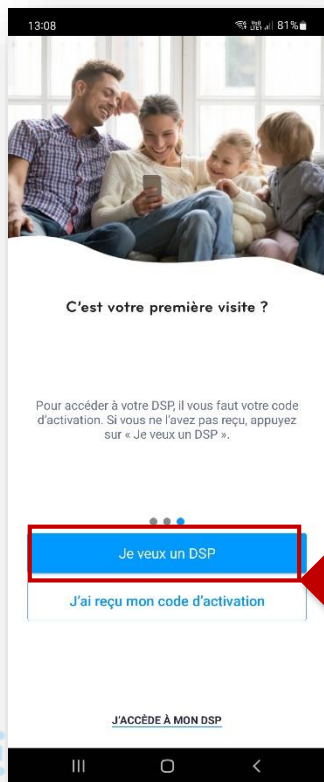 13:08 81%
C'est votre première visite ?
Pour accéder à votre DSP, il vous faut votre code
d'activation. Si vous ne l'avez pas reçu, appuyez
sur « Je veux un DSP ».
Je veux un DSP
J'ai reçu mon code d'activation
J'ACCÈDE À MON DSP